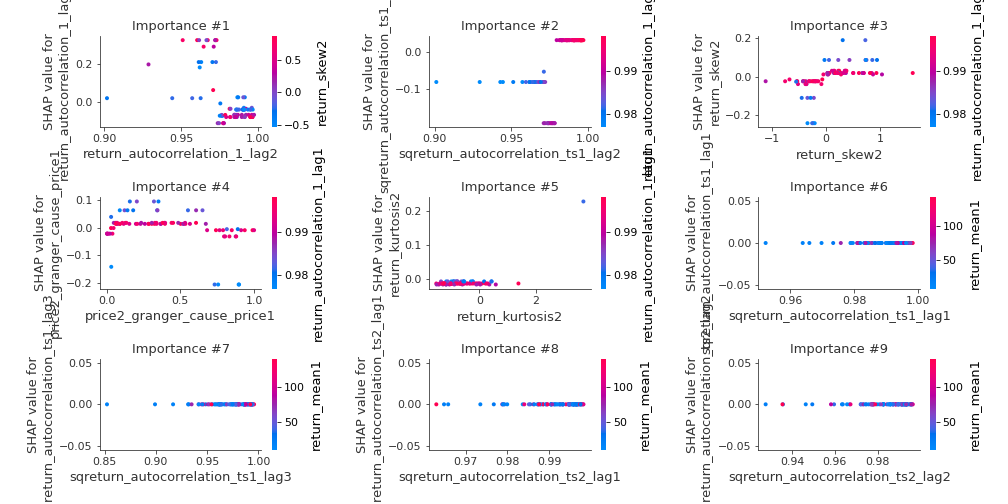 Importance #1
SHAP value for
return_autocorrelation_1_lag2
0.2
0.0
0.90
0.95
1.00
return_autocorrelation_1_lag2
0.5
0.0
−0.5
return_skew2
Importance #2
SHAP value for
sqreturn_autocorrelation_ts1_lag2
0.0
−0.1
0.90
0.95
1.00
sqreturn_autocorrelation_ts1_lag2
0.99
0.98
return_autocorrelation_1_lag1
Importance #3
SHAP value for
return_skew2
0.2
0.0
−0.2
−1
0
1
return_skew2
0.99
0.98
Importance #4
SHAP value for
price2_granger_cause_price1
0.1
0.0
−0.1
−0.2
0.0
0.5
1.0
price2_granger_cause_price1
0.99
0.98
return_autocorrelation_1_lag1
Importance #5
SHAP value for
return_kurtosis2
0.2
0.1
0.0
0
2
return_kurtosis2
0.99
0.98
return_autocorrelation_1_lag1
Importance #6
SHAP value for
sqreturn_autocorrelation_ts1_lag1
0.05
0.00
−0.05
0.96
0.98
1.00
sqreturn_autocorrelation_ts1_lag1
100
50
return_mean1
Importance #7
SHAP value for
sqreturn_autocorrelation_ts1_lag3
0.05
0.00
−0.05
0.85
0.90
0.95
1.00
sqreturn_autocorrelation_ts1_lag3
100
50
return_mean1
Importance #8
SHAP value for
sqreturn_autocorrelation_ts2_lag1
0.05
0.00
−0.05
0.97
0.98
0.99
sqreturn_autocorrelation_ts2_lag1
100
50
return_mean1
Importance #9
SHAP value for
sqreturn_autocorrelation_ts2_lag2
0.05
0.00
−0.05
0.94
0.96
0.98
sqreturn_autocorrelation_ts2_lag2
100
50
return_mean1